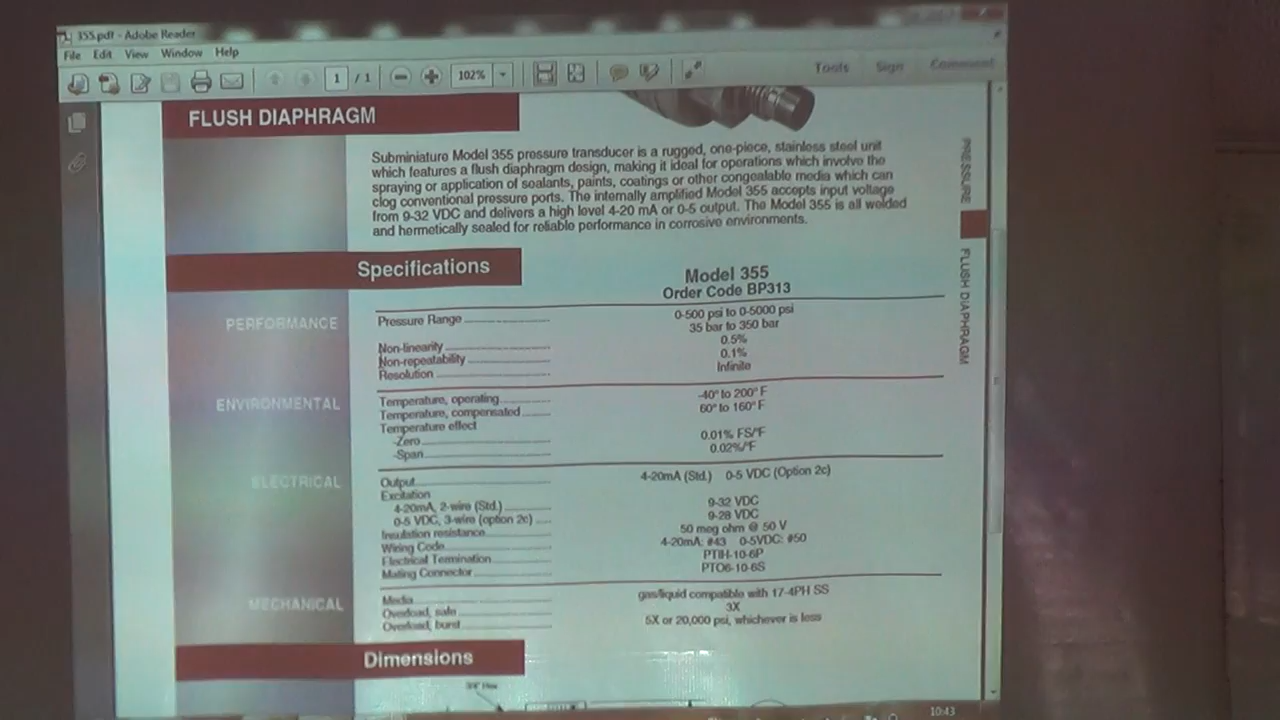 355.pdf - Adobe Reader
File Edit View Window Help
1 / 1 102% Tools Sign Comment
FLUSH DIAPHRAGM
Subminiature Model 355 pressure transducer is a rugged, one-piece, stainless steel unit
which features a flush diaphragm design, making it ideal for operations which involve the
spraying or application of sealants, paints, coatings or other congealable media which can
clog conventional pressure ports. The internally amplified Model 355 accepts input voltage
from 9-32 VDC and delivers a high level 4-20 mA or 0-5 output. The Model 355 is all welded
and hermetically sealed for reliable performance in corrosive environments.
PRESSURE
FLUSH DIAPHRAGM
Specifications
Model 355
Order Code BP313
PERFORMANCE
Pressure Range 0-500 psi to 0-5000 psi
35 bar to 350 bar
Non-linearity 0.5%
Non-repeatability 0.1%
Resolution Infinite
ENVIRONMENTAL
Temperature, operating -40° to 200° F
Temperature, compensated 60° to 160° F
Temperature effect
-Zero 0.01% FS/°F
-Span 0.02%/°F
ELECTRICAL
Output 4-20mA (Std.) 0-5 VDC (Option 2c)
Excitation
4-20mA, 2-wire (Std.) 9-32 VDC
0-5 VDC, 3-wire (option 2c) 9-28 VDC
Insulation resistance 50 meg ohm @ 50 V
Wiring Code 4-20mA: #43 0-5VDC: #50
Electrical Termination PTIH-10-6P
Mating Connector PTO6-10-6S
MECHANICAL
Media gas/liquid compatible with 17-4PH SS
Overload, safe 3X
Overload, burst 5X or 20,000 psi, whichever is less
Dimensions
3/4" Hex
10:43